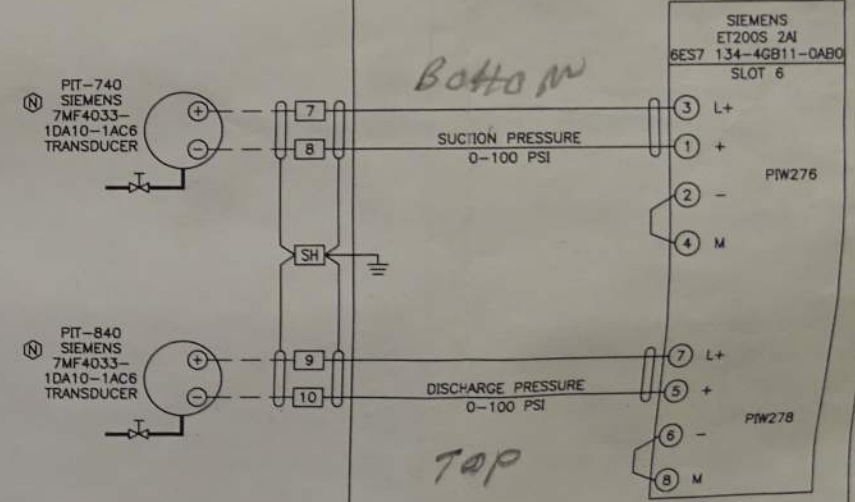 SIEMENS
ET200S 2AI
6ES7 134-4GB11-0AB0
SLOT 6
Bottom
PIT-740
N SIEMENS
7MF4033-
1DA10-1AC6
TRANSDUCER
+
-
7
8
SUCTION PRESSURE
0-100 PSI
3 L+
1 +
PIW276
2 -
4 M
SH
PIT-840
N SIEMENS
7MF4033-
1DA10-1AC6
TRANSDUCER
+
-
9
10
DISCHARGE PRESSURE
0-100 PSI
7 L+
5 +
PIW278
6 -
8 M
TOP